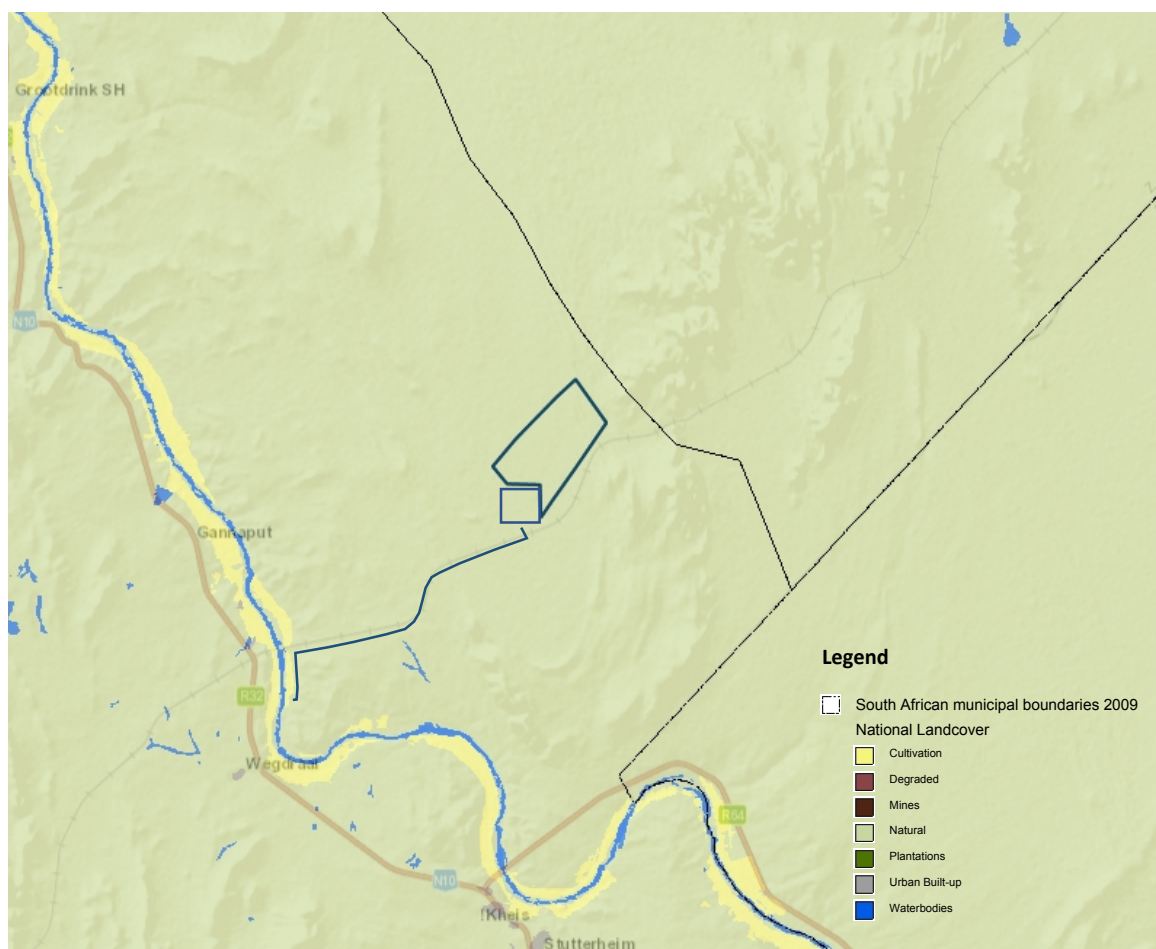 Grootdrink SH
N10
Gannaput
R32
Wegdraal
R64
N10
!Kheis
Stutterheim
Legend
South African municipal boundaries 2009
National Landcover
Cultivation
Degraded
Mines
Natural
Plantations
Urban Built-up
Waterbodies